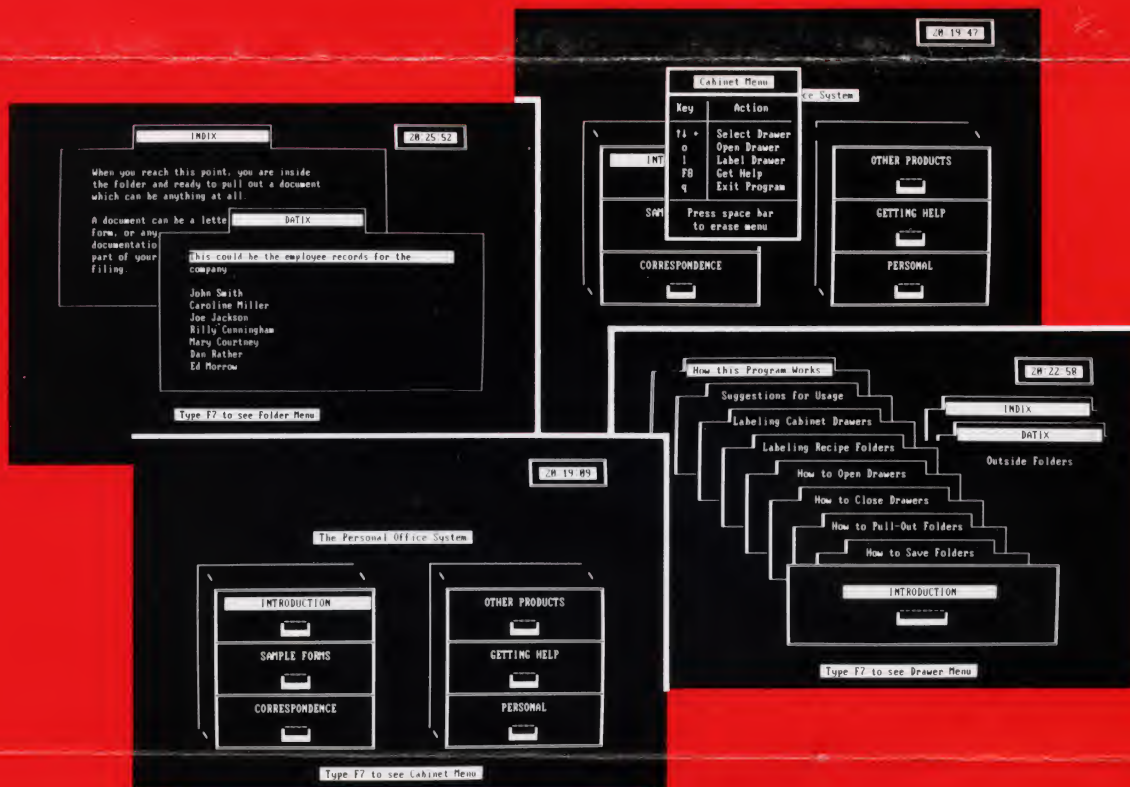 20:19:47
Cabinet Menu
ce System
Key Action
↑↓ → Select Drawer
o Open Drawer
l Label Drawer
F8 Get Help
q Exit Program
Press space bar
to erase menu
INT
SAM
CORRESPONDENCE
OTHER PRODUCTS
GETTING HELP
PERSONAL
INDIX
20:25:52
When you reach this point, you are inside
the folder and ready to pull out a document
which can be anything at all.
A document can be a lette
form, or any
documentatio
part of your
filing.
DATIX
This could be the employee records for the
company
John Smith
Caroline Miller
Joe Jackson
Billy Cunningham
Mary Courtney
Dan Rather
Ed Morrow
Type F7 to see Folder Menu
How this Program Works
Suggestions for Usage
Labeling Cabinet Drawers
Labeling Recipe Folders
How to Open Drawers
How to Close Drawers
How to Pull-Out Folders
How to Save Folders
INTRODUCTION
20:22:58
INDIX
DATIX
Outside Folders
Type F7 to see Drawer Menu
20:19:09
The Personal Office System
INTRODUCTION
SAMPLE FORMS
CORRESPONDENCE
OTHER PRODUCTS
GETTING HELP
PERSONAL
Type F7 to see Cabinet Menu